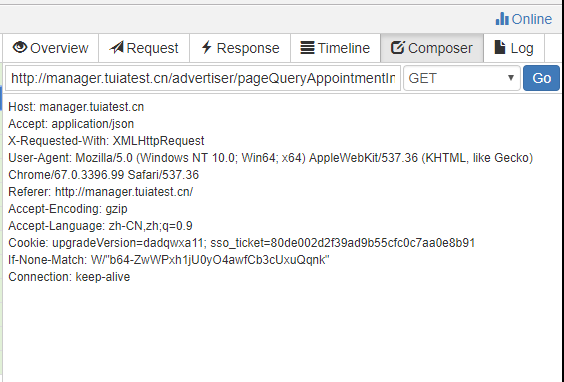 Online
Overview Request Response Timeline Composer Log
http://manager.tuiatest.cn/advertiser/pageQueryAppointmentIn GET Go
Host: manager.tuiatest.cn
Accept: application/json
X-Requested-With: XMLHttpRequest
User-Agent: Mozilla/5.0 (Windows NT 10.0; Win64; x64) AppleWebKit/537.36 (KHTML, like Gecko)
Chrome/67.0.3396.99 Safari/537.36
Referer: http://manager.tuiatest.cn/
Accept-Encoding: gzip
Accept-Language: zh-CN,zh;q=0.9
Cookie: upgradeVersion=dadqwxa11; sso_ticket=80de002d2f39ad9b55cfc0c7aa0e8b91
If-None-Match: W/"b64-ZwWPxh1jU0yO4awfCb3cUxuQqnk"
Connection: keep-alive